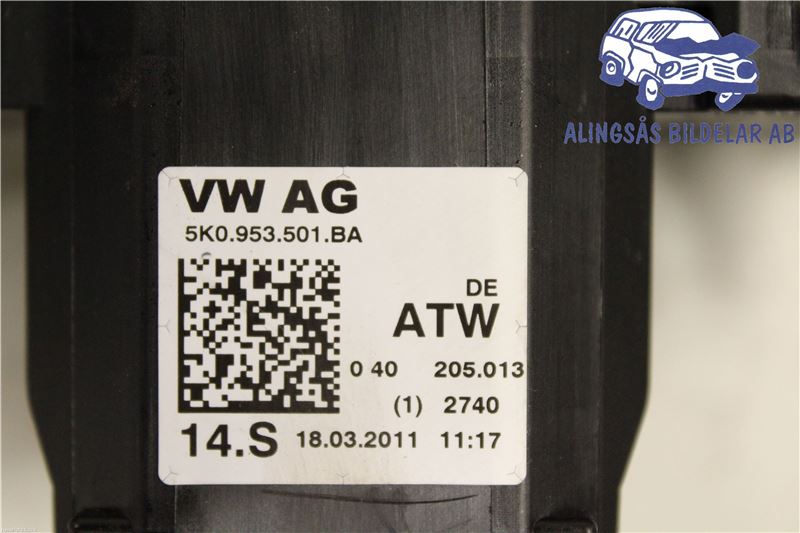 ALINGSÅS BILDELAR AB
VW AG
5K0.953.501.BA
DE
ATW
0 40 205.013
(1) 2740
14.S 18.03.2011 11:17